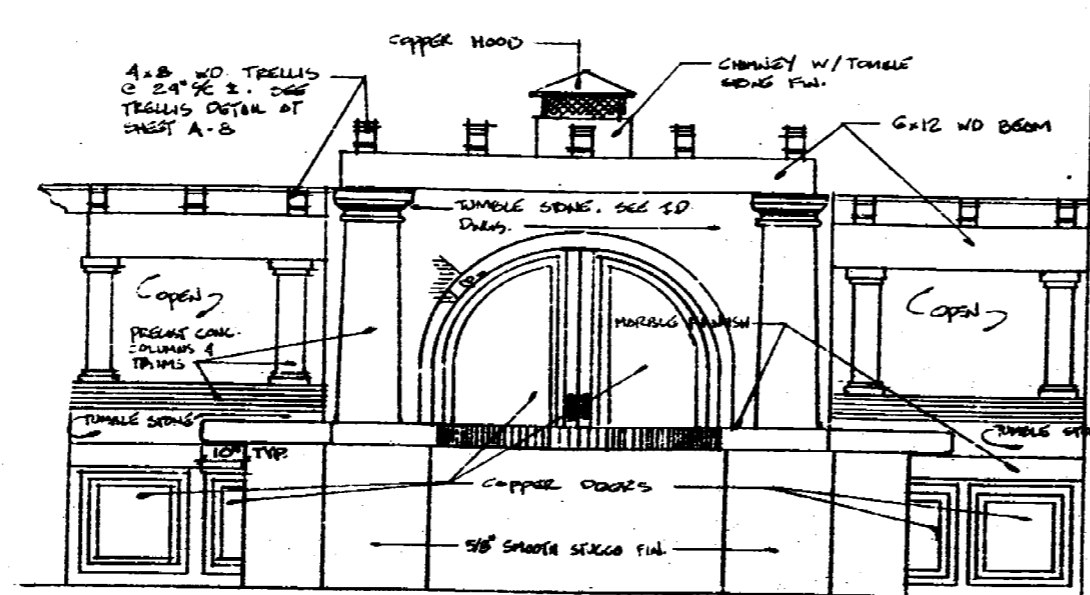 COPPER HOOD
4x8 WD. TRELLIS
@ 24" %c ±. SEE
TRELLIS DETAIL AT
SHEET A-8
CHIMNEY W/ TUMBLE
STONE FIN.
6x12 WD BEAM
TUMBLE STONE. SEE ID
DWGS.
OPEN
OPEN
PRECAST CONC.
COLUMNS &
TRIMS
MARBLE
TUMBLE STONE
TUMBLE
10" TYP.
COPPER DOORS
5/8" SMOOTH STUCCO FIN.